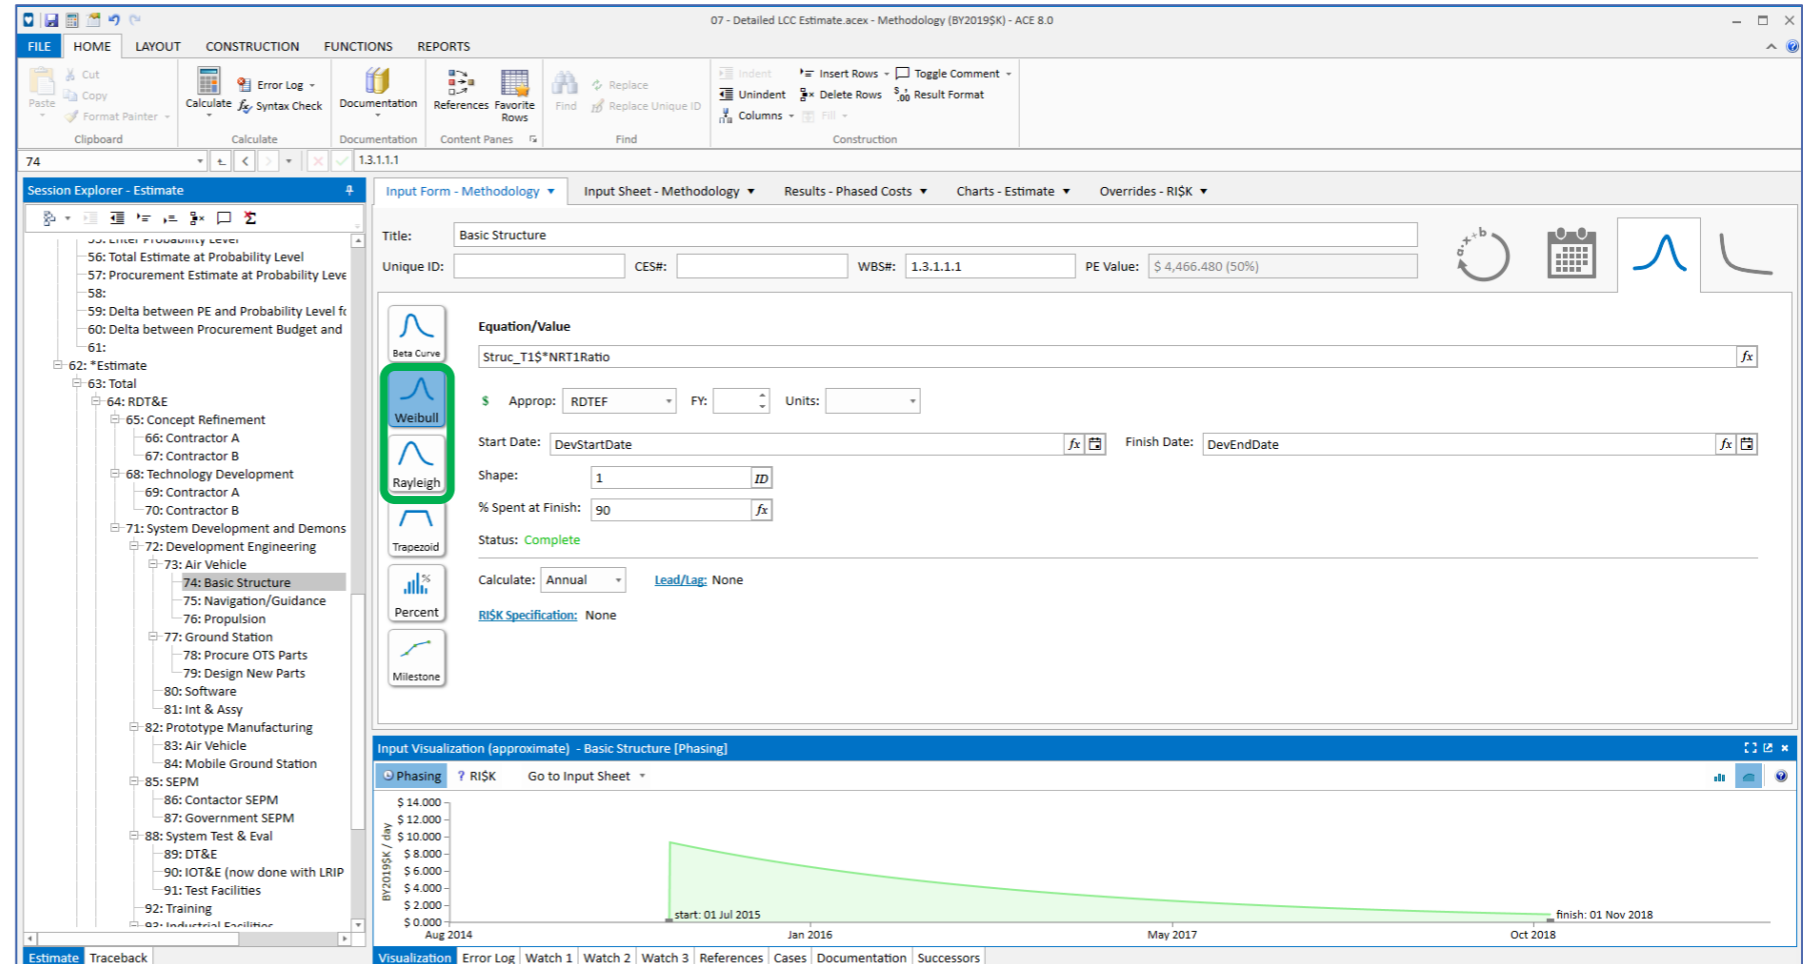 07 - Detailed LCC Estimate.acex - Methodology (BY2019$K) - ACE 8.0
FILE HOME LAYOUT CONSTRUCTION FUNCTIONS REPORTS
Paste Cut Copy Format Painter
Clipboard
Calculate Error Log Syntax Check
Calculate
Documentation
Documentation
References Favorite Rows
Content Panes
Find Replace Replace Unique ID
Find
Indent Insert Rows Toggle Comment
Unindent Delete Rows Result Format
Columns Fill
Construction
74 1.3.1.1.1
Session Explorer - Estimate
55: Enter Probability Level
56: Total Estimate at Probability Level
57: Procurement Estimate at Probability Leve
58:
59: Delta between PE and Probability Level fo
60: Delta between Procurement Budget and
61:
62: *Estimate
63: Total
64: RDT&E
65: Concept Refinement
66: Contractor A
67: Contractor B
68: Technology Development
69: Contractor A
70: Contractor B
71: System Development and Demons
72: Development Engineering
73: Air Vehicle
74: Basic Structure
75: Navigation/Guidance
76: Propulsion
77: Ground Station
78: Procure OTS Parts
79: Design New Parts
80: Software
81: Int & Assy
82: Prototype Manufacturing
83: Air Vehicle
84: Mobile Ground Station
85: SEPM
86: Contactor SEPM
87: Government SEPM
88: System Test & Eval
89: DT&E
90: IOT&E (now done with LRIP
91: Test Facilities
92: Training
93: Industrial Facilities
Estimate Traceback
Input Form - Methodology Input Sheet - Methodology Results - Phased Costs Charts - Estimate Overrides - RI$K
Title: Basic Structure
Unique ID: CES#: WBS#: 1.3.1.1.1 PE Value: $ 4,466.480 (50%)
a·x+b
Beta Curve
Weibull
Rayleigh
Trapezoid
Percent
Milestone
Equation/Value
Struc_T1$*NRT1Ratio fx
$ Approp: RDTEF FY: Units:
Start Date: DevStartDate fx Finish Date: DevEndDate fx
Shape: 1 ID
% Spent at Finish: 90 fx
Status: Complete
Calculate: Annual Lead/Lag: None
RI$K Specification: None
Input Visualization (approximate) - Basic Structure [Phasing]
Phasing ? RI$K Go to Input Sheet
BY2019$K / day
$ 14.000
$ 12.000
$ 10.000
$ 8.000
$ 6.000
$ 4.000
$ 2.000
$ 0.000
start: 01 Jul 2015 finish: 01 Nov 2018
Aug 2014 Jan 2016 May 2017 Oct 2018
Visualization Error Log Watch 1 Watch 2 Watch 3 References Cases Documentation Successors